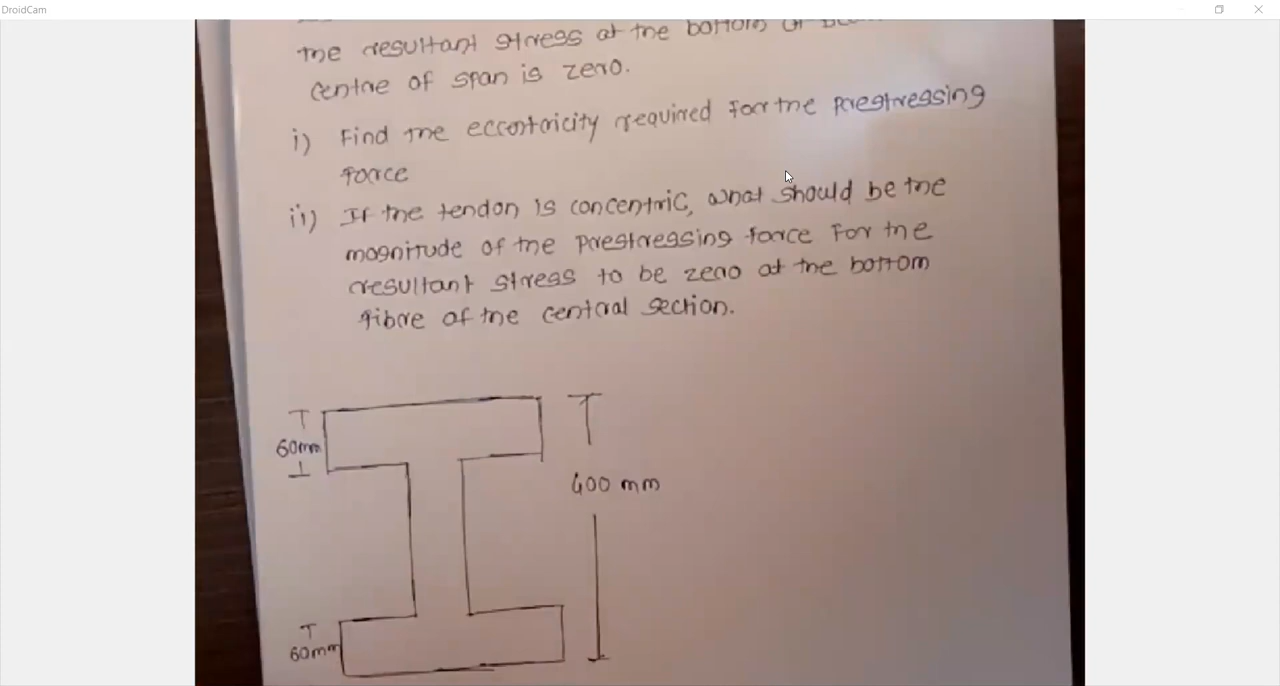 DroidCam
the resultant stress at the bottom of
centre of span is zero.
i) Find the eccentricity required for the prestressing
force
ii) If the tendon is concentric, what should be the
magnitude of the prestressing force for the
resultant stress to be zero at the bottom
fibre of the central section.
60mm
400 mm
60mm